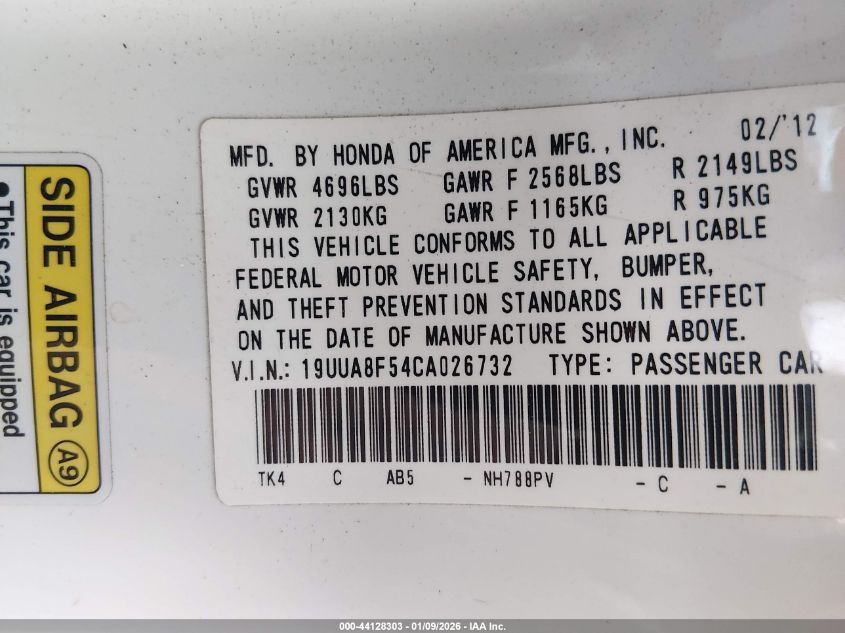 MFD. BY HONDA OF AMERICA MFG., INC. 02/'12
GVWR 4696LBS GAWR F 2568LBS R 2149LBS
GVWR 2130KG GAWR F 1165KG R 975KG
THIS VEHICLE CONFORMS TO ALL APPLICABLE
FEDERAL MOTOR VEHICLE SAFETY, BUMPER,
AND THEFT PREVENTION STANDARDS IN EFFECT
ON THE DATE OF MANUFACTURE SHOWN ABOVE.
V.I.N.: 19UUA8F54CA026732 TYPE: PASSENGER CAR
TK4 C AB5 - NH788PV - C - A
SIDE AIRBAG A9
•This car is equipped
000-44128303 - 01/09/2026 - IAA Inc.